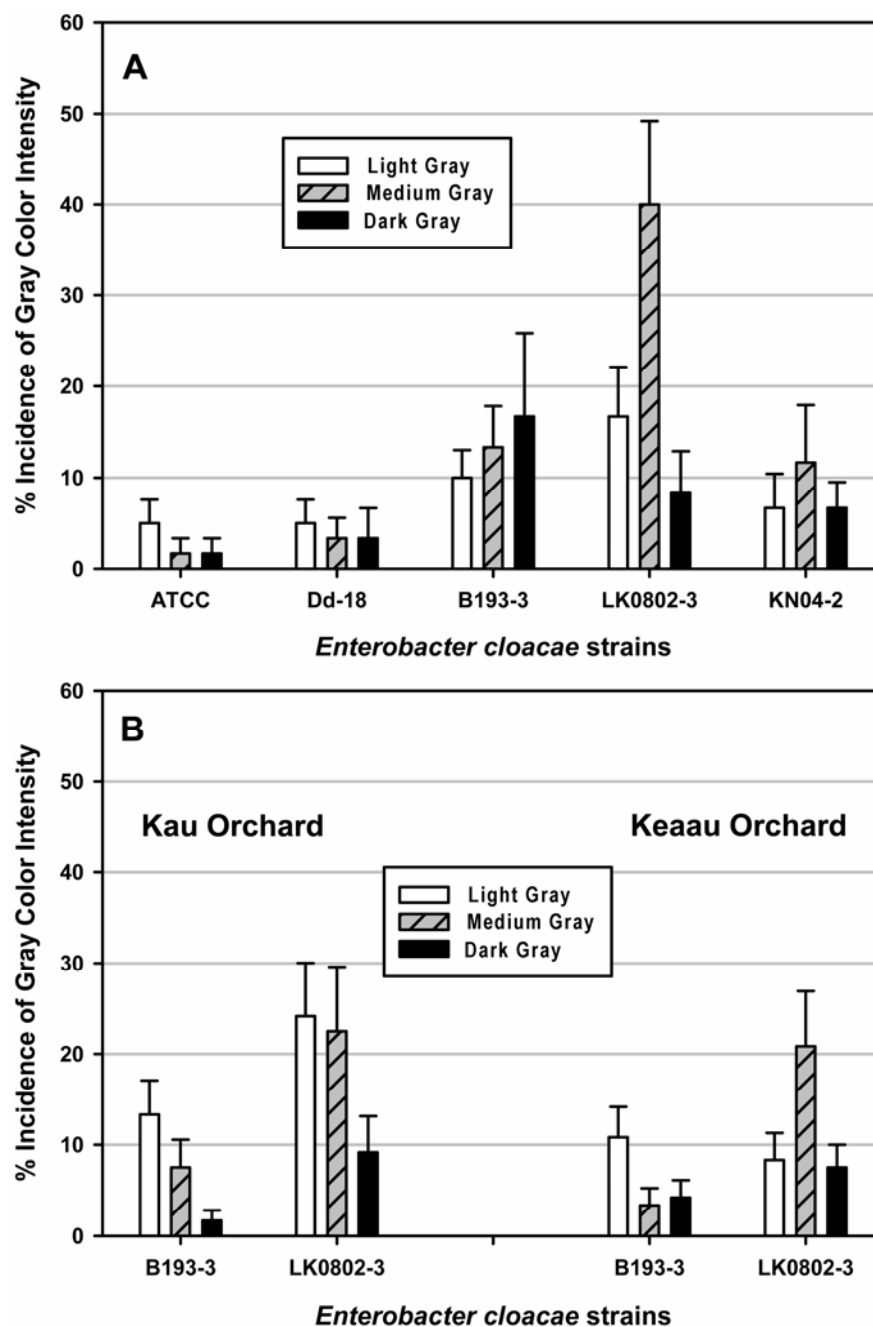 A
% Incidence of Gray Color Intensity
60
50
40
30
20
10
0
Light Gray
Medium Gray
Dark Gray
ATCC Dd-18 B193-3 LK0802-3 KN04-2
Enterobacter cloacae strains
B
% Incidence of Gray Color Intensity
60
50
40
30
20
10
0
Kau Orchard Keaau Orchard
Light Gray
Medium Gray
Dark Gray
B193-3 LK0802-3 B193-3 LK0802-3
Enterobacter cloacae strains